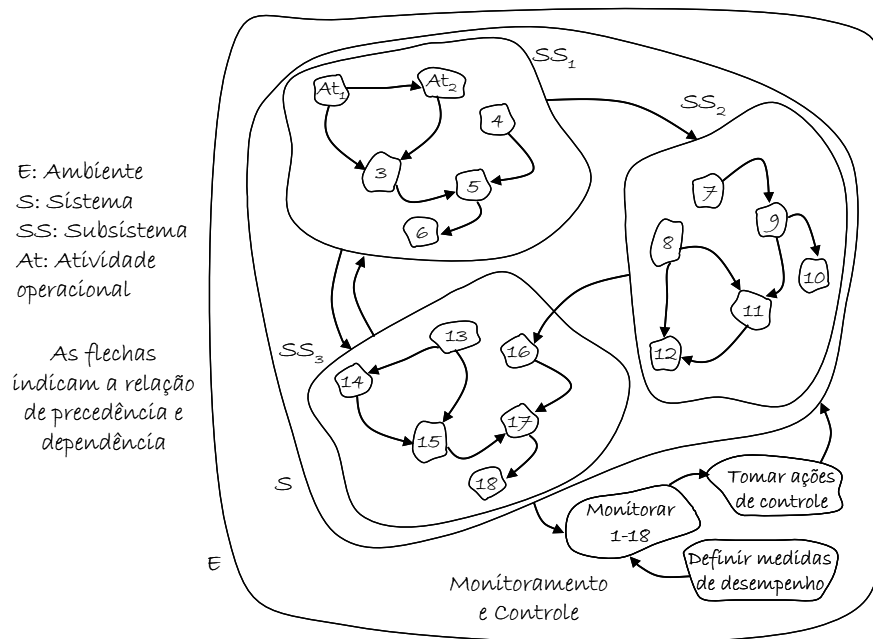 E: Ambiente
S: Sistema
SS: Subsistema
At: Atividade
operacional
As flechas
indicam a relação
de precedência e
dependência
SS₁
At₁
At₂
4
3
5
6
SS₂
7
9
8
10
11
12
SS₃
13
14
16
15
17
18
S
E
Tomar ações
de controle
Monitorar
1-18
Definir medidas
de desempenho
Monitoramento
e Controle